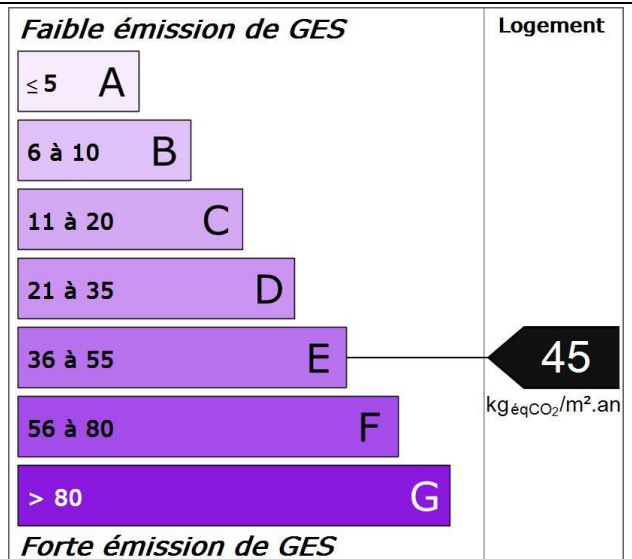 Faible émission de GES
Logement
≤ 5 A
6 à 10 B
11 à 20 C
21 à 35 D
36 à 55 E
45
kgéqCO₂/m².an
56 à 80 F
> 80 G
Forte émission de GES